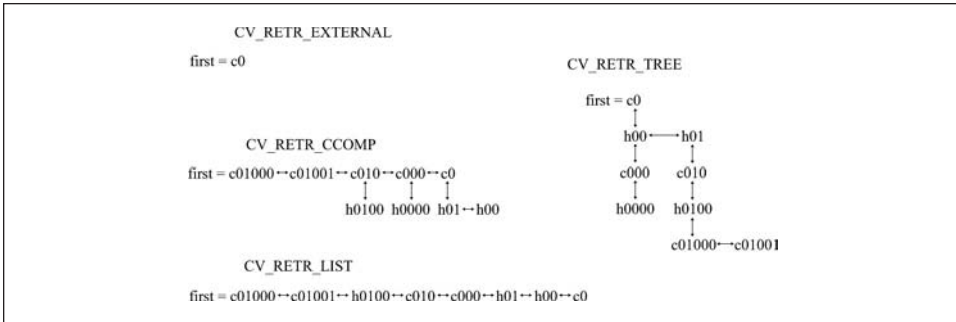 CV_RETR_EXTERNAL
first = c0
CV_RETR_CCOMP
first = c01000↔c01001↔c010↔c000↔c0
h0100 h0000 h01↔h00
CV_RETR_LIST
first = c01000↔c01001↔h0100↔c010↔c000↔h01↔h00↔c0
CV_RETR_TREE
first = c0
h00↔h01
c000 c010
h0000 h0100
c01000↔c01001